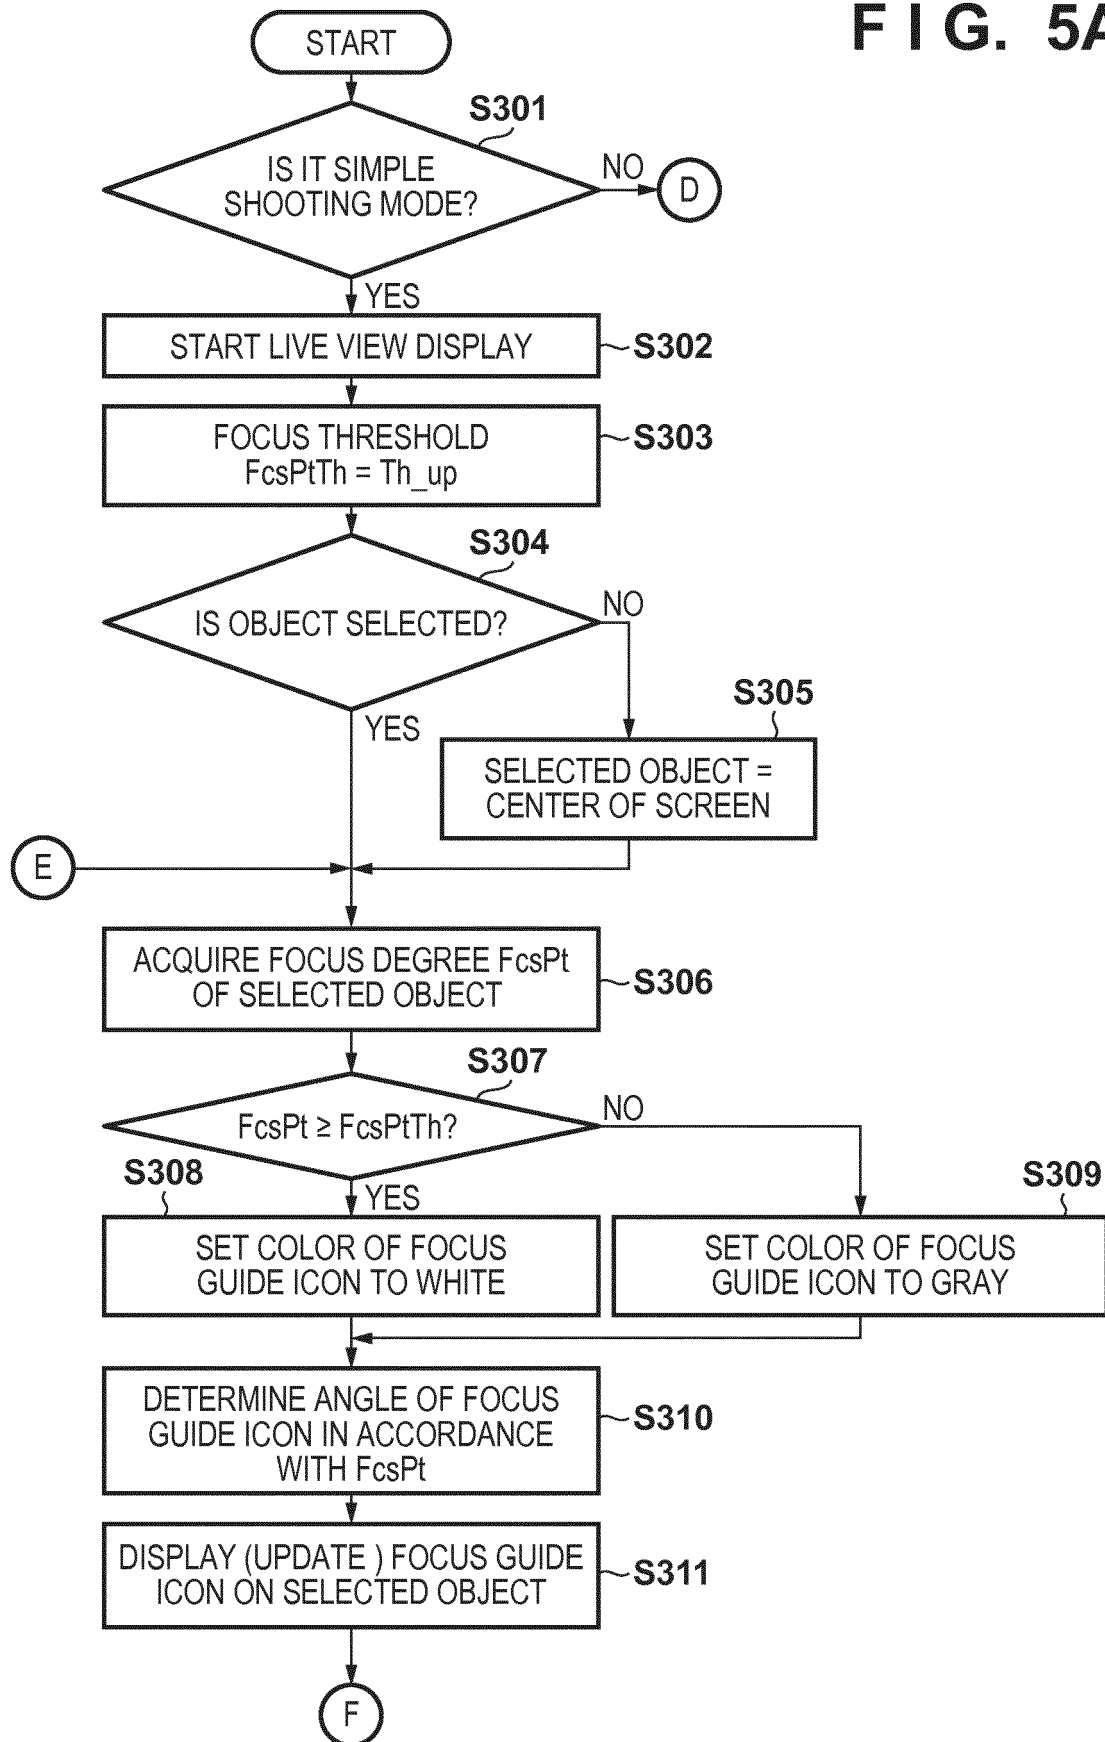 FIG. 5A
START
S301
IS IT SIMPLE
SHOOTING MODE?
NO
D
YES
START LIVE VIEW DISPLAY
S302
FOCUS THRESHOLD
FcsPtTh = Th_up
S303
S304
IS OBJECT SELECTED?
NO
YES
S305
SELECTED OBJECT =
CENTER OF SCREEN
E
ACQUIRE FOCUS DEGREE FcsPt
OF SELECTED OBJECT
S306
S307
FcsPt ≥ FcsPtTh?
NO
YES
S308
SET COLOR OF FOCUS
GUIDE ICON TO WHITE
S309
SET COLOR OF FOCUS
GUIDE ICON TO GRAY
DETERMINE ANGLE OF FOCUS
GUIDE ICON IN ACCORDANCE
WITH FcsPt
S310
DISPLAY (UPDATE ) FOCUS GUIDE
ICON ON SELECTED OBJECT
S311
F